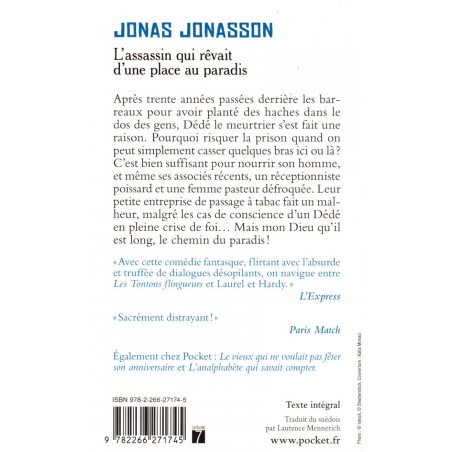 JONAS JONASSON
L'assassin qui rêvait
d'une place au paradis
Après trente années passées derrière les bar-
reaux pour avoir planté des haches dans le
dos des gens, Dédé le meurtrier s'est fait une
raison. Pourquoi risquer la prison quand on
peut simplement casser quelques bras ici ou là ?
C'est bien suffisant pour nourrir son homme,
et même ses associés récents, un réceptionniste
poissard et une femme pasteur défroquée. Leur
petite entreprise de passage à tabac fait un mal-
heur, malgré les cas de conscience d'un Dédé
en pleine crise de foi… Mais mon Dieu qu'il
est long, le chemin du paradis !
« Avec cette comédie fantasque, flirtant avec l'absurde
et truffée de dialogues désopilants, on navigue entre
Les Tontons flingueurs et Laurel et Hardy. »
L'Express
« Sacrément distrayant ! »
Paris Match
Également chez Pocket : Le vieux qui ne voulait pas fêter
son anniversaire et L'analphabète qui savait compter.
ISBN 978-2-266-27174-5
9 782266 271745
7
Texte intégral
Traduit du suédois
par Laurence Mennerich
www.pocket.fr